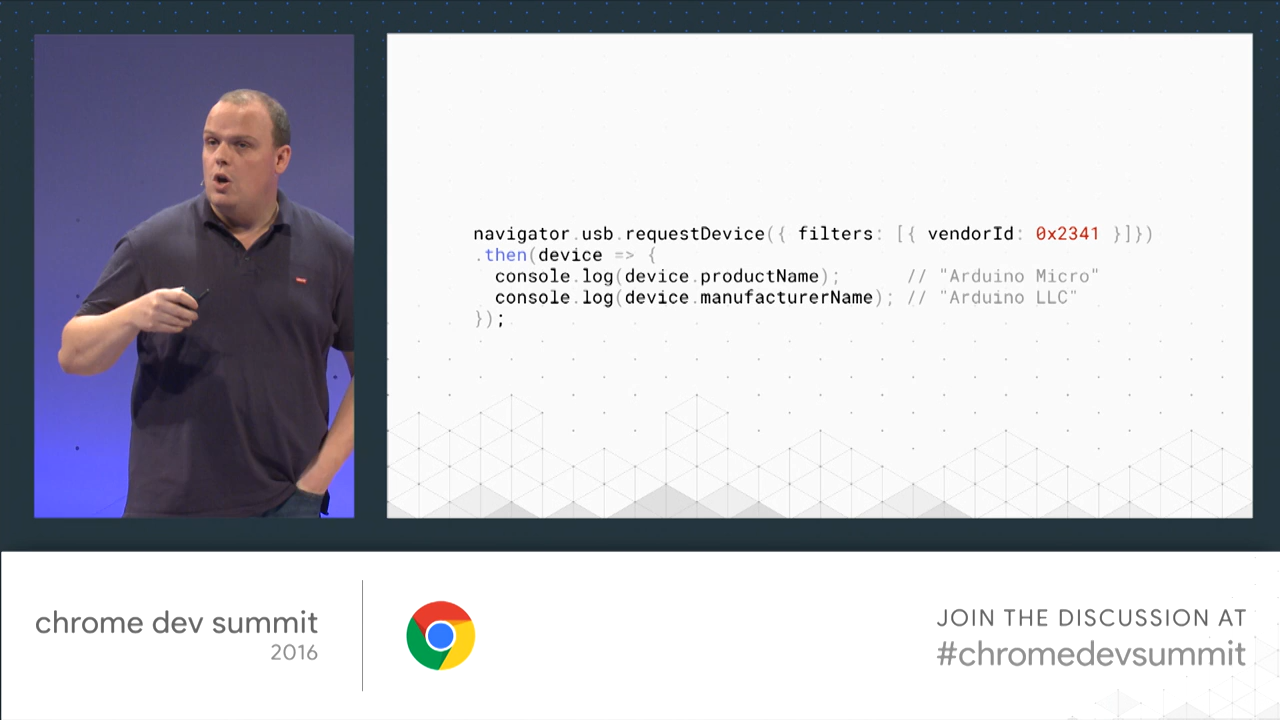 navigator.usb.requestDevice({ filters: [{ vendorId: 0x2341 }]})
.then(device => {
  console.log(device.productName);      // "Arduino Micro"
  console.log(device.manufacturerName); // "Arduino LLC"
});
chrome dev summit
2016
JOIN THE DISCUSSION AT
#chromedevsummit